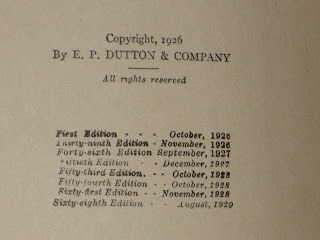 Copyright, 1926
By E. P. DUTTON & COMPANY
All rights reserved
First Edition - - - October, 1926
Thirty-ninth Edition - November, 1926
Forty-sixth Edition September, 1927
Fiftieth Edition - - December, 1927
Fifty-third Edition. - - October, 1928
Fifty-fourth Edition - - October, 1928
Sixty-first Edition - - November, 1928
Sixty-eighth Edition - - August, 1929